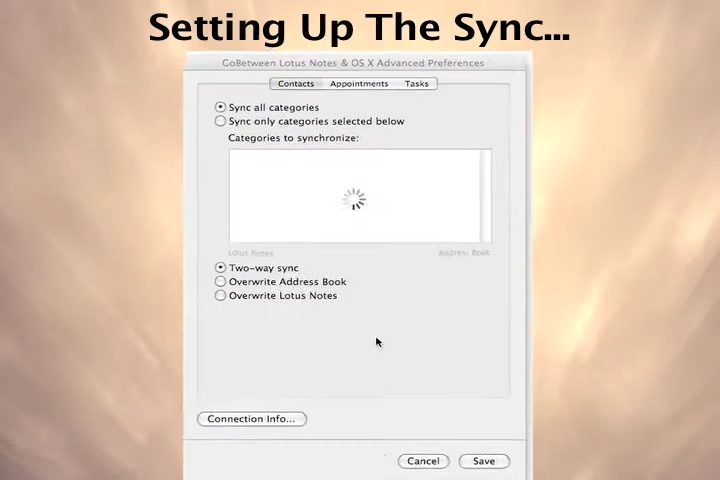 Setting Up The Sync...
GoBetween Lotus Notes & OS X Advanced Preferences
Contacts Appointments Tasks
Sync all categories
Sync only categories selected below
Categories to synchronize:
Lotus Notes Address Book
Two-way sync
Overwrite Address Book
Overwrite Lotus Notes
Connection Info...
Cancel Save